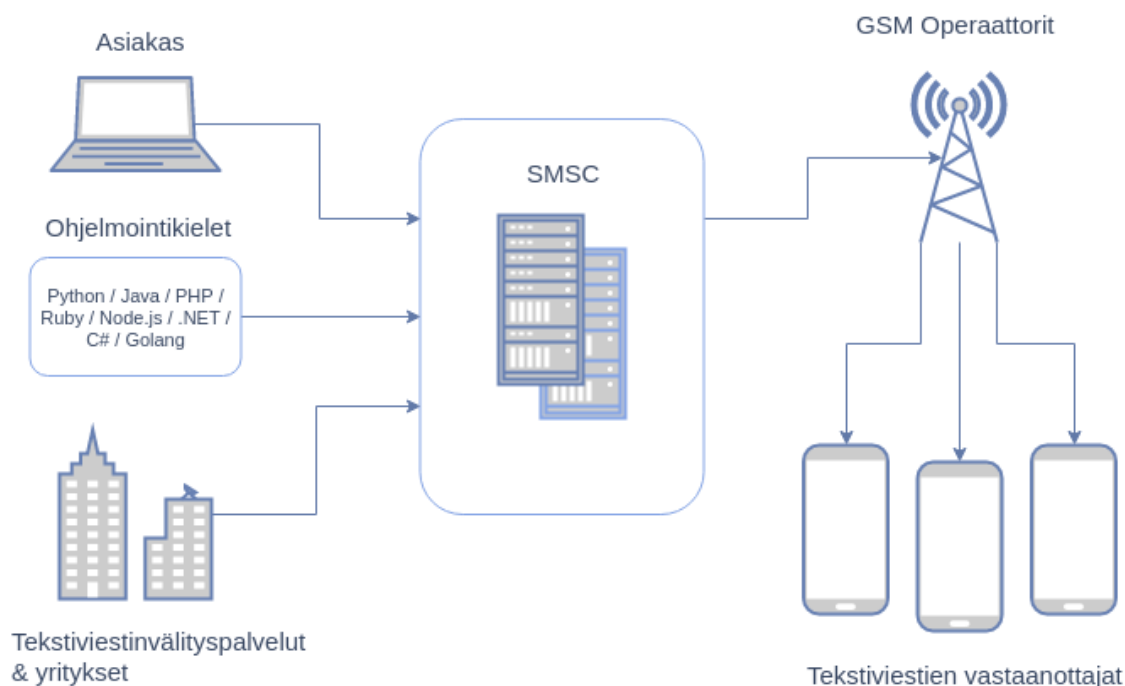 Asiakas
Ohjelmointikielet
Python / Java / PHP /
Ruby / Node.js / .NET /
C# / Golang
Tekstiviestinvälityspalvelut
& yritykset
SMSC
GSM Operaattorit
Tekstiviestien vastaanottajat